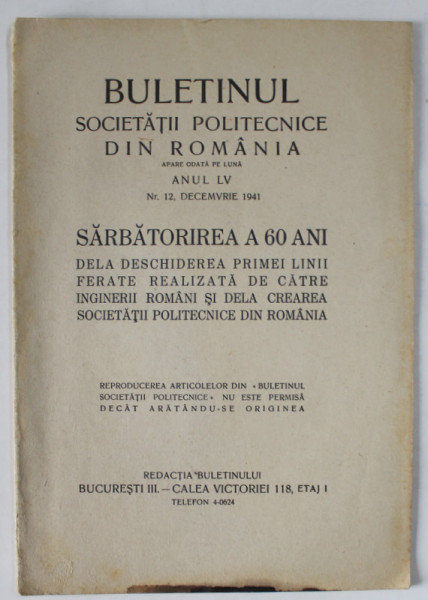 BULETINUL
SOCIETĂȚII POLITECNICE
DIN ROMÂNIA
APARE ODATĂ PE LUNĂ
ANUL LV
Nr. 12, DECEMVRIE 1941
SĂRBĂTORIREA A 60 ANI
DELA DESCHIDEREA PRIMEI LINII
FERATE REALIZATĂ DE CĂTRE
INGINERII ROMÂNI ȘI DELA CREAREA
SOCIETĂȚII POLITECNICE DIN ROMÂNIA
REPRODUCEREA ARTICOLELOR DIN «BULETINUL
SOCIETĂȚII POLITECNICE» NU ESTE PERMISĂ
DECÂT ARĂTÂNDU-SE ORIGINEA
REDACȚIA BULETINULUI
BUCUREȘTI III. — CALEA VICTORIEI 118, ETAJ I
TELEFON 4-0624